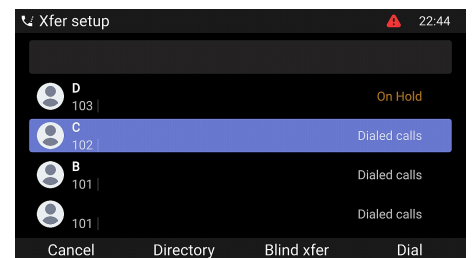 Xfer setup 22:44
D
103 | On Hold
C
102 | Dialed calls
B
101 | Dialed calls
101 | Dialed calls
Cancel Directory Blind xfer Dial